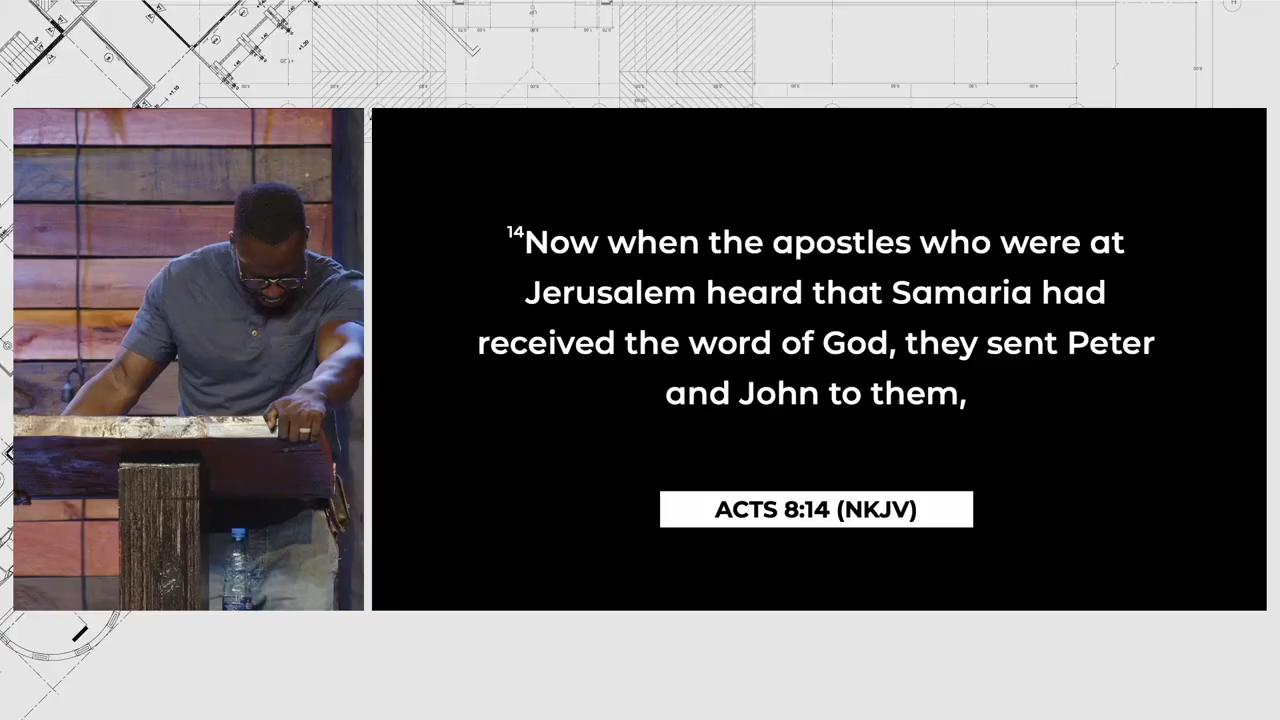 ¹⁴Now when the apostles who were at
Jerusalem heard that Samaria had
received the word of God, they sent Peter
and John to them,
ACTS 8:14 (NKJV)